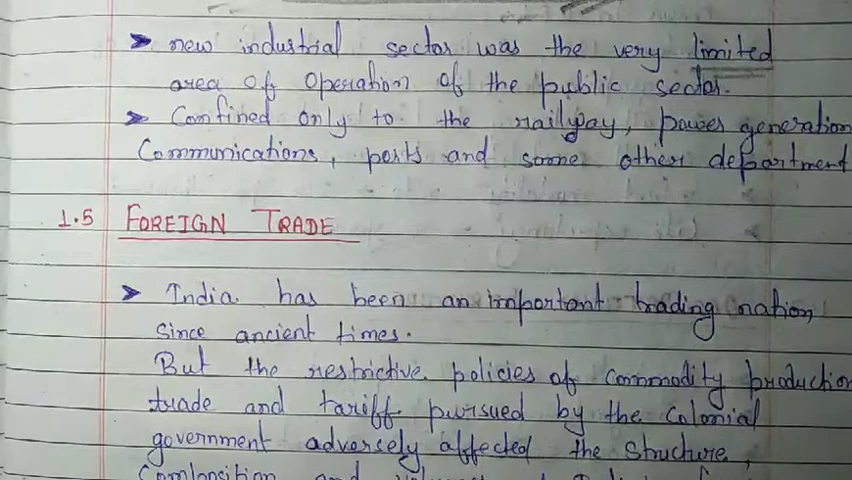 ➤ new industrial sector was the very limited
area of operation of the public sector.
➤ Confined only to the railyay, power generation
Communications, ports and some other department
1.5 FOREIGN TRADE
➤ India has been an important trading nation,
since ancient times.
But the restrictive policies of commodity production
trade and tariff pursued by the colonial
government adversely affected the structure,
Composition and